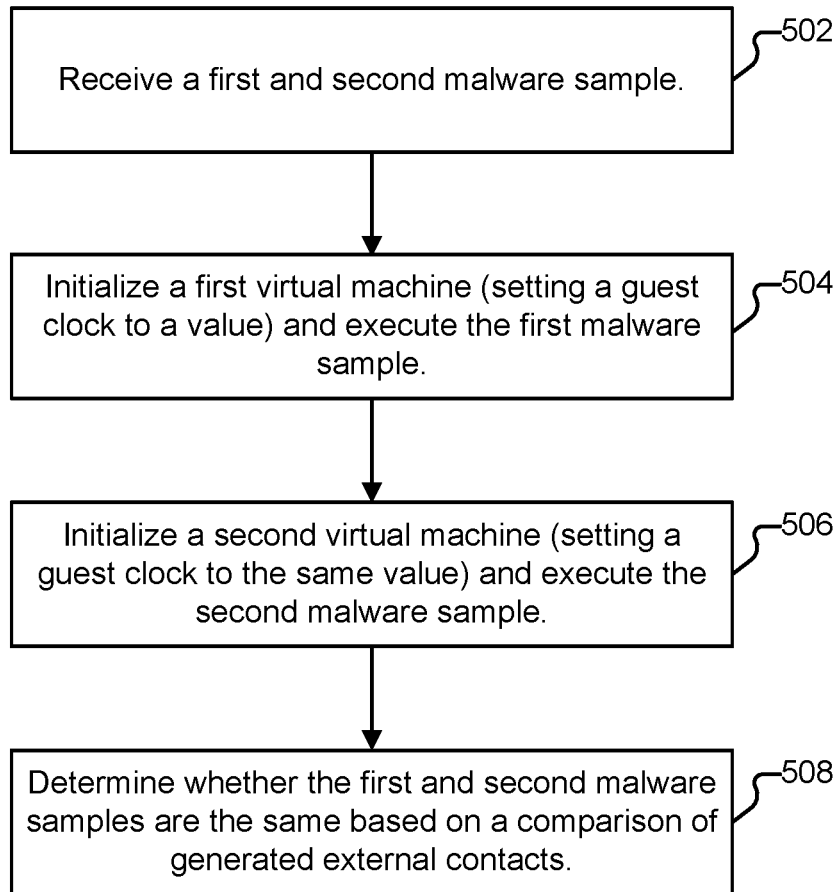 Receive a first and second malware sample.
502
Initialize a first virtual machine (setting a guest
clock to a value) and execute the first malware
sample.
504
Initialize a second virtual machine (setting a
guest clock to the same value) and execute the
second malware sample.
506
Determine whether the first and second malware
samples are the same based on a comparison of
generated external contacts.
508